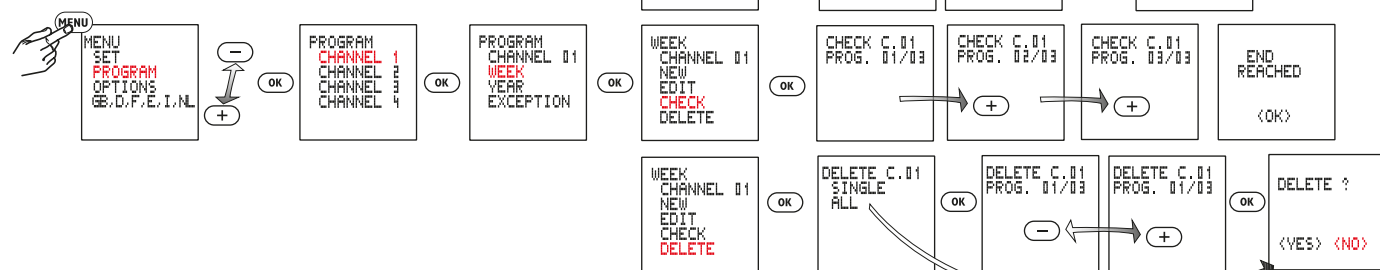 MENU
MENU
SET
PROGRAM
OPTIONS
GB,D,F,E,I,NL
−
+
OK
PROGRAM
CHANNEL 1
CHANNEL 2
CHANNEL 3
CHANNEL 4
OK
PROGRAM
CHANNEL 01
WEEK
YEAR
EXCEPTION
OK
WEEK
CHANNEL 01
NEW
EDIT
CHECK
DELETE
OK
CHECK C.01
PROG. 01/03
CHECK C.01
PROG. 02/03
+
CHECK C.01
PROG. 03/03
+
END
REACHED
<OK>
WEEK
CHANNEL 01
NEW
EDIT
CHECK
DELETE
OK
DELETE C.01
SINGLE
ALL
OK
DELETE C.01
PROG. 01/03
−
DELETE C.01
PROG. 01/03
+
OK
DELETE ?
<YES> <NO>